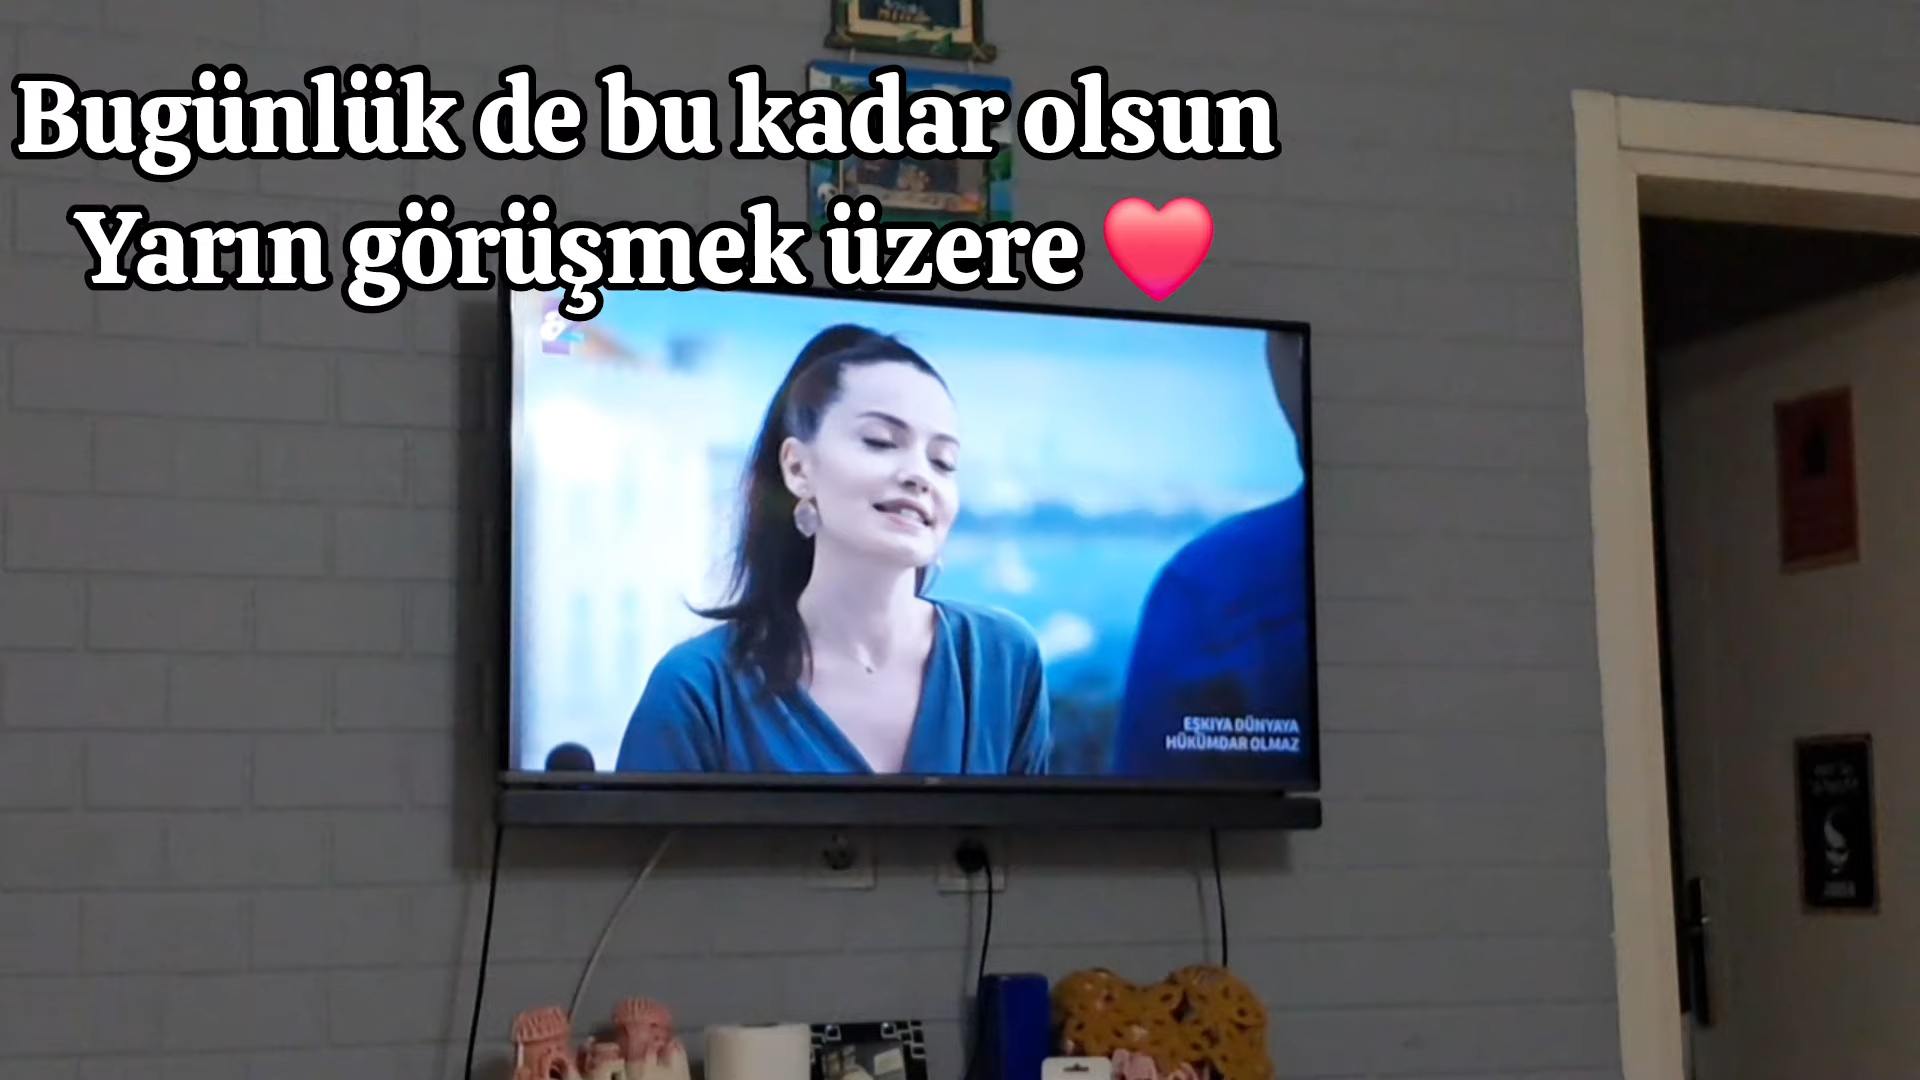 Bugünlük de bu kadar olsun
Yarın görüşmek üzere ❤️
EŞKIYA DÜNYAYA
HÜKÜMDAR OLMAZ